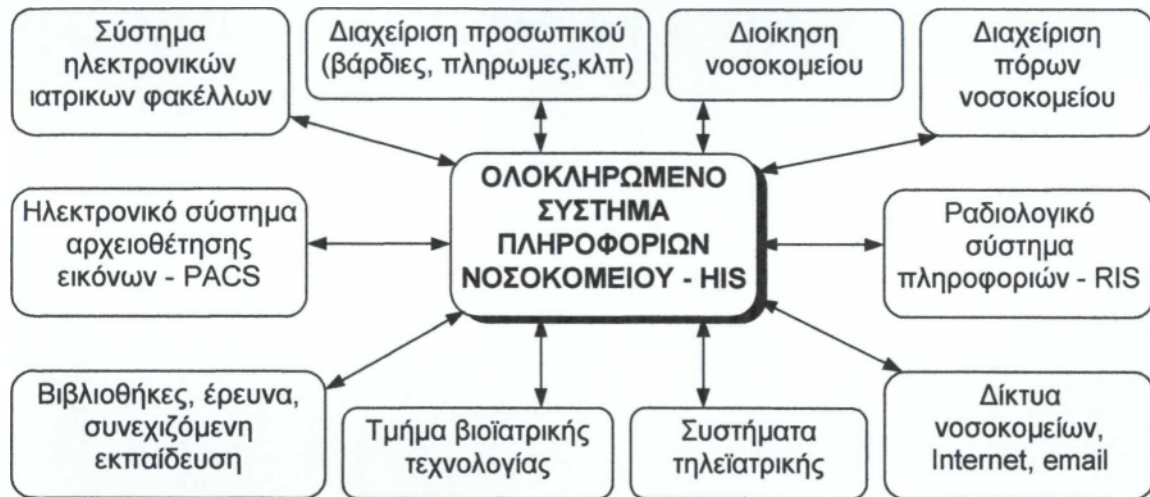 Σύστημα
ηλεκτρονικών
ιατρικων φακέλλων
Διαχείριση προσωπικού
(βάρδιες, πληρωμες,κλπ)
Διοίκηση
νοσοκομείου
Διαχείριση
πόρων
νοσοκομείου
Ηλεκτρονικό σύστημα
αρχειοθέτησης
εικόνων - PACS
ΟΛΟΚΛΗΡΩΜΕΝΟ
ΣΥΣΤΗΜΑ
ΠΛΗΡΟΦΟΡΙΩΝ
ΝΟΣΟΚΟΜΕΙΟΥ - HIS
Ραδιολογικό
σύστημα
πληροφοριών - RIS
Βιβλιοθήκες, έρευνα,
συνεχιζόμενη
εκπαίδευση
Τμήμα βιοϊατρικής
τεχνολογίας
Συστήματα
τηλεϊατρικής
Δίκτυα
νοσοκομείων,
Internet, email